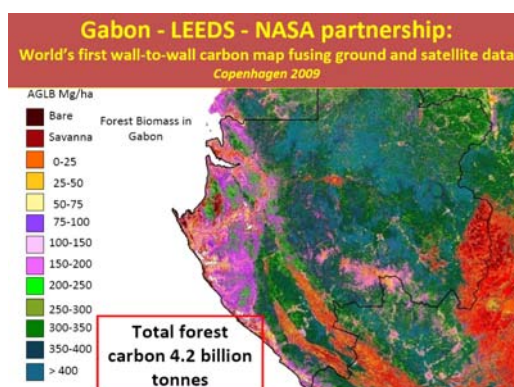 Gabon - LEEDS - NASA partnership:
World's first wall-to-wall carbon map fusing ground and satellite data
Copenhagen 2009
AGLB Mg/ha
Bare
Savanna
0-25
25-50
50-75
75-100
100-150
150-200
200-250
250-300
300-350
350-400
> 400
Forest Biomass in
Gabon
Total forest
carbon 4.2 billion
tonnes